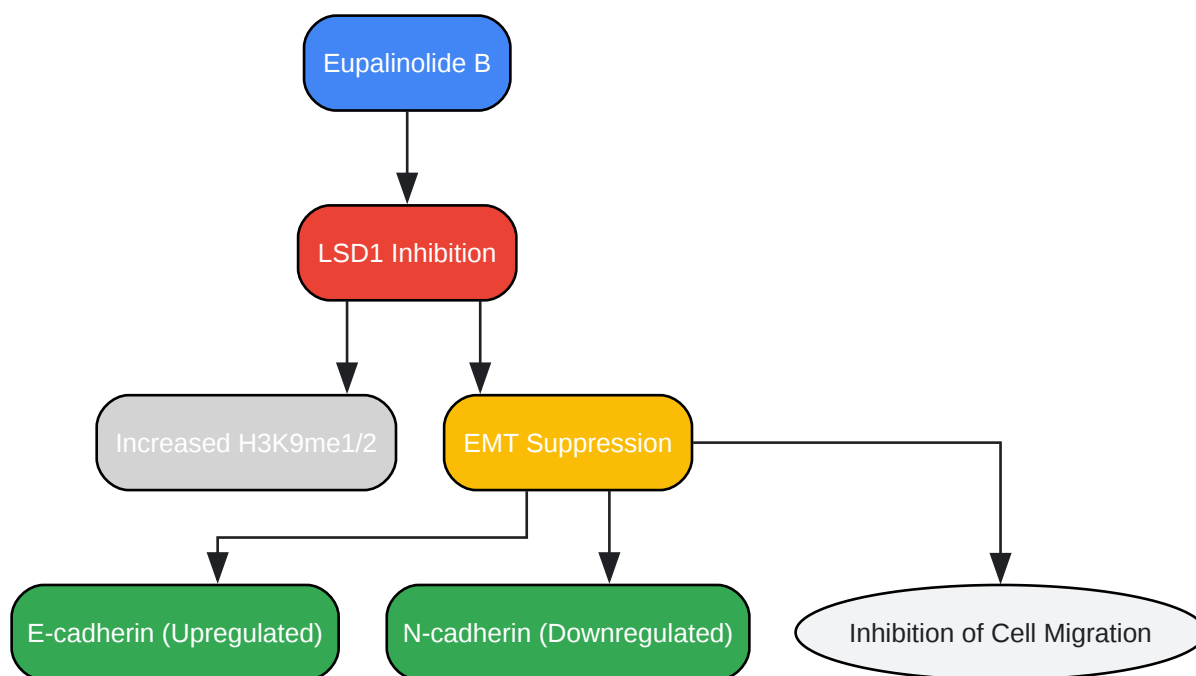 Eupalinolide B
LSD1 Inhibition
Increased H3K9me1/2
EMT Suppression
E-cadherin (Upregulated)
N-cadherin (Downregulated)
Inhibition of Cell Migration